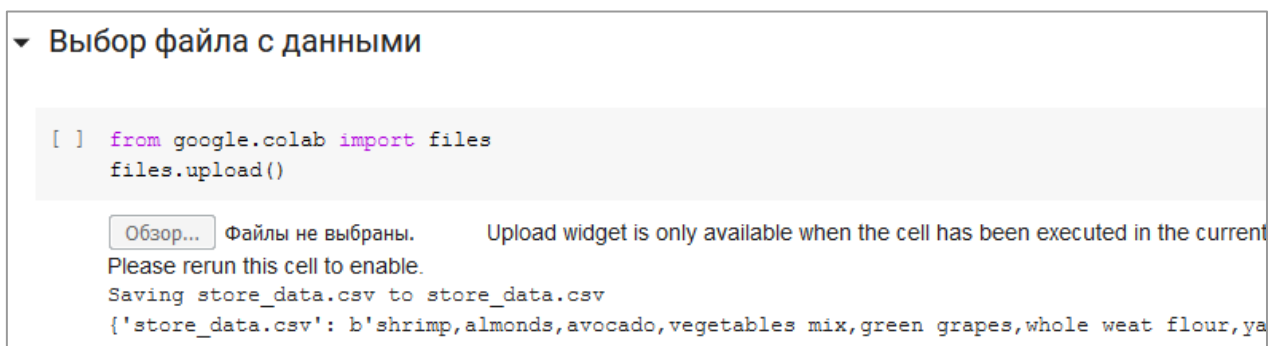 Выбор файла с данными
[ ] from google.colab import files
files.upload()
Обзор... Файлы не выбраны. Upload widget is only available when the cell has been executed in the current
Please rerun this cell to enable.
Saving store_data.csv to store_data.csv
{'store_data.csv': b'shrimp,almonds,avocado,vegetables mix,green grapes,whole weat flour,ya